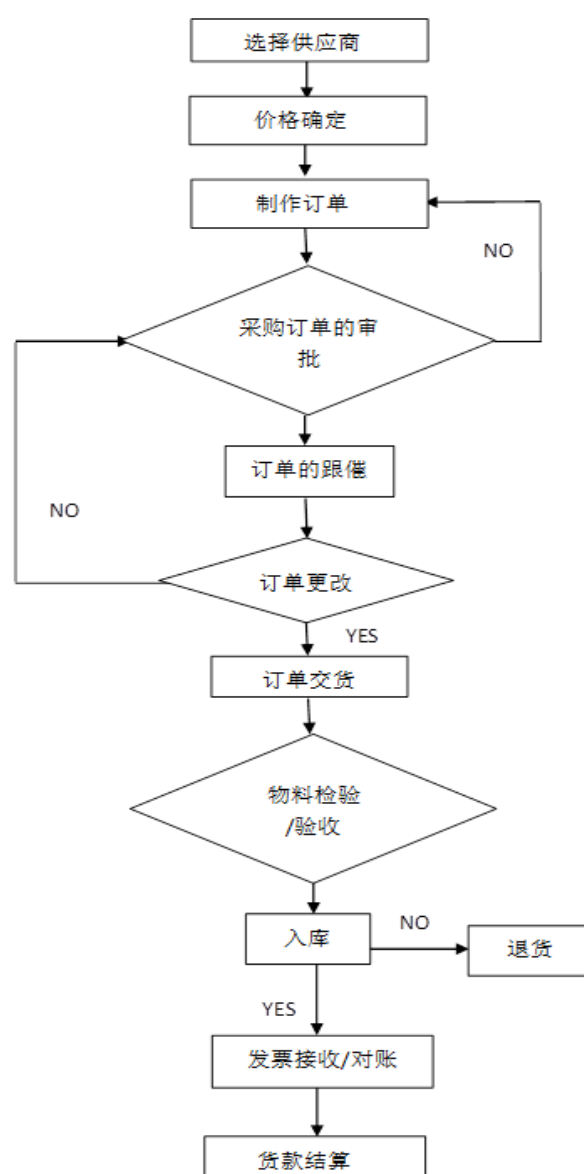 选择供应商
价格确定
制作订单
NO
采购订单的审
批
订单的跟催
NO
订单更改
YES
订单交货
物料检验
/验收
入库
NO
退货
YES
发票接收/对账
货款结算